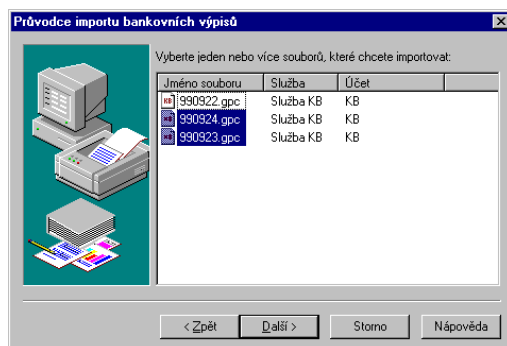 Průvodce importu bankovních výpisů
Vyberte jeden nebo více souborů, které chcete importovat:
Jméno souboru Služba Účet
990922.gpc Služba KB KB
990924.gpc Služba KB KB
990923.gpc Služba KB KB
< Zpět Další > Storno Nápověda